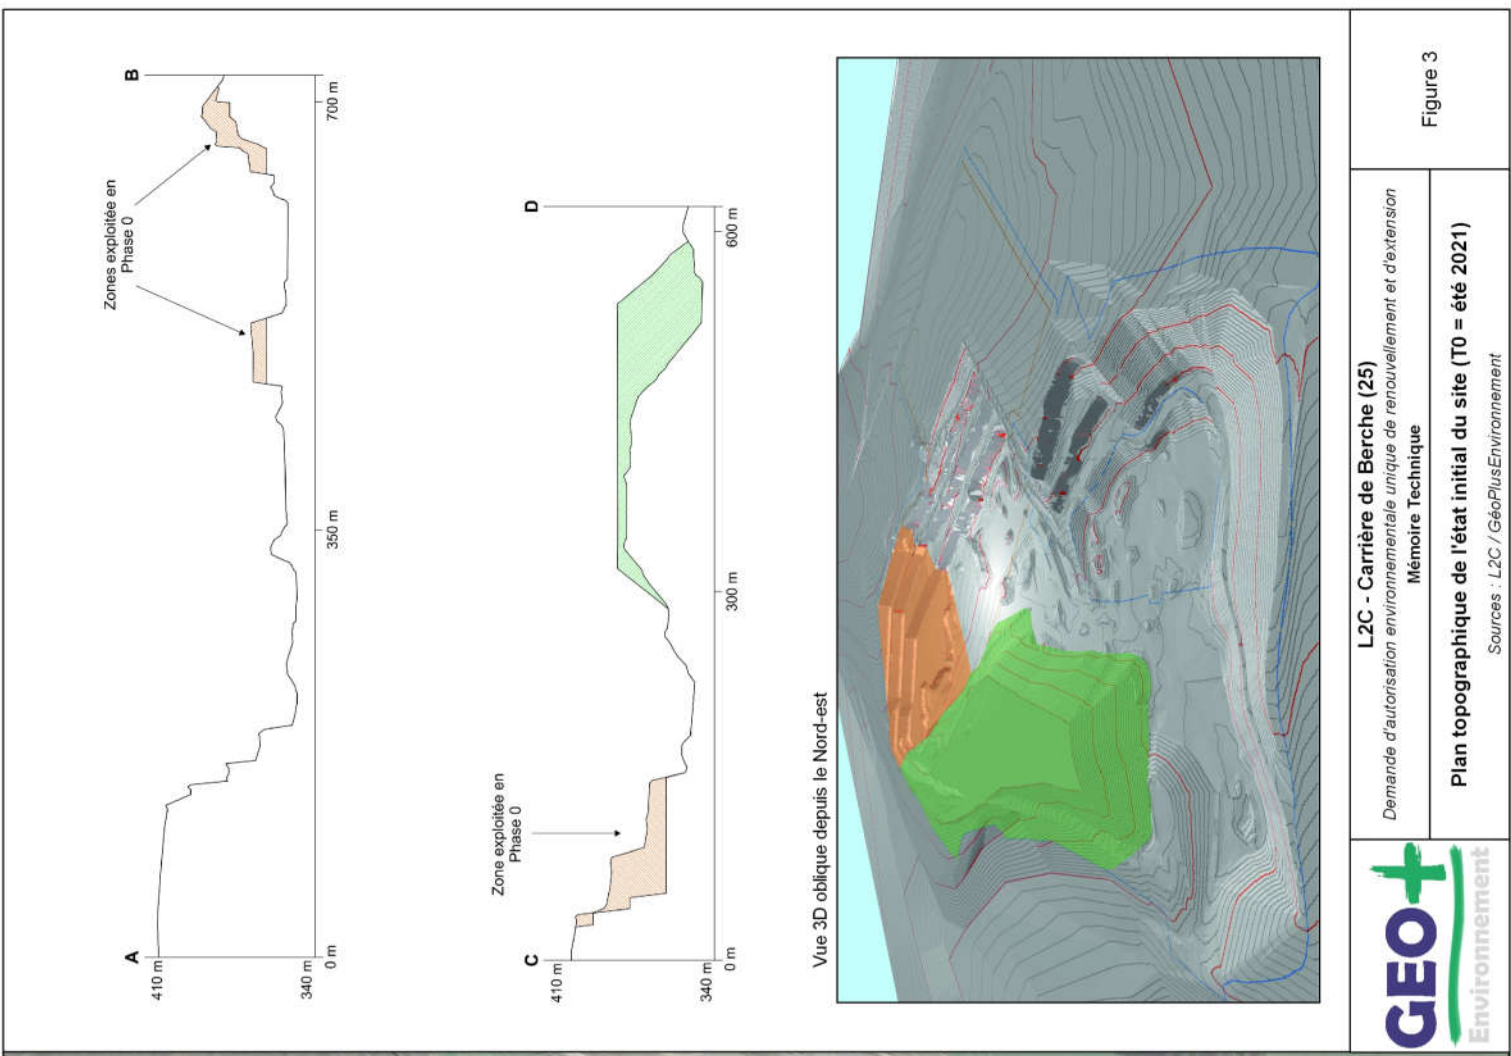 A
B
410 m
340 m
0 m
350 m
700 m
Zones exploitée en
Phase 0
C
D
410 m
340 m
0 m
300 m
600 m
Zone exploitée en
Phase 0
Vue 3D oblique depuis le Nord-est
GEO+
Environnement
L2C - Carrière de Berche (25)
Demande d'autorisation environnementale unique de renouvellement et d'extension
Mémoire Technique
Plan topographique de l'état initial du site (T0 = été 2021)
Sources : L2C / GéoPlusEnvironnement
Figure 3